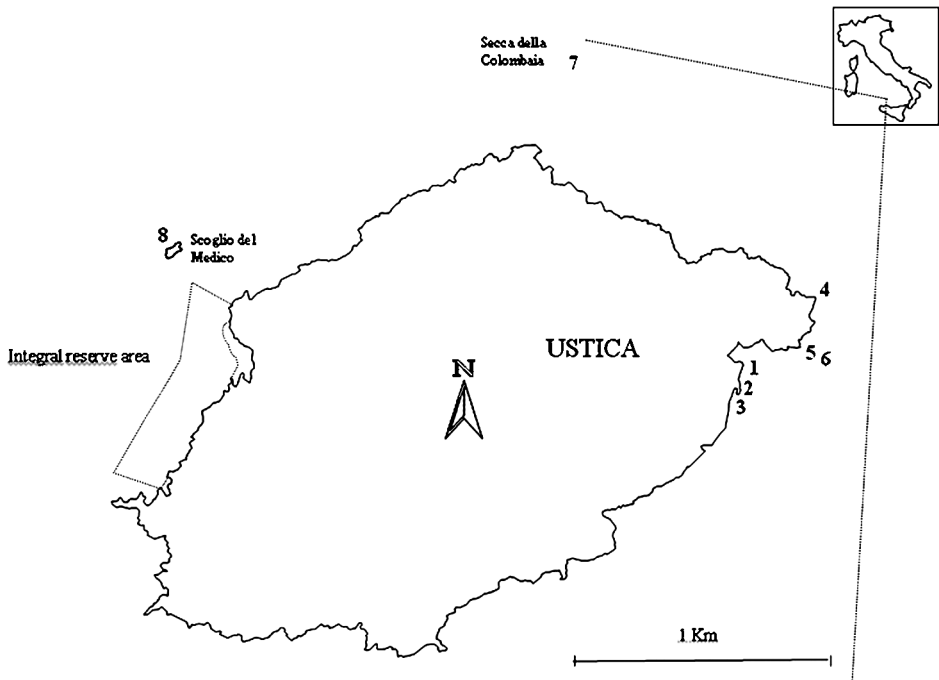 Secca della
Colombaia
7
8
Scoglio del
Medico
4
Integral reserve area
USTICA
5
6
1
N
2
3
1 Km